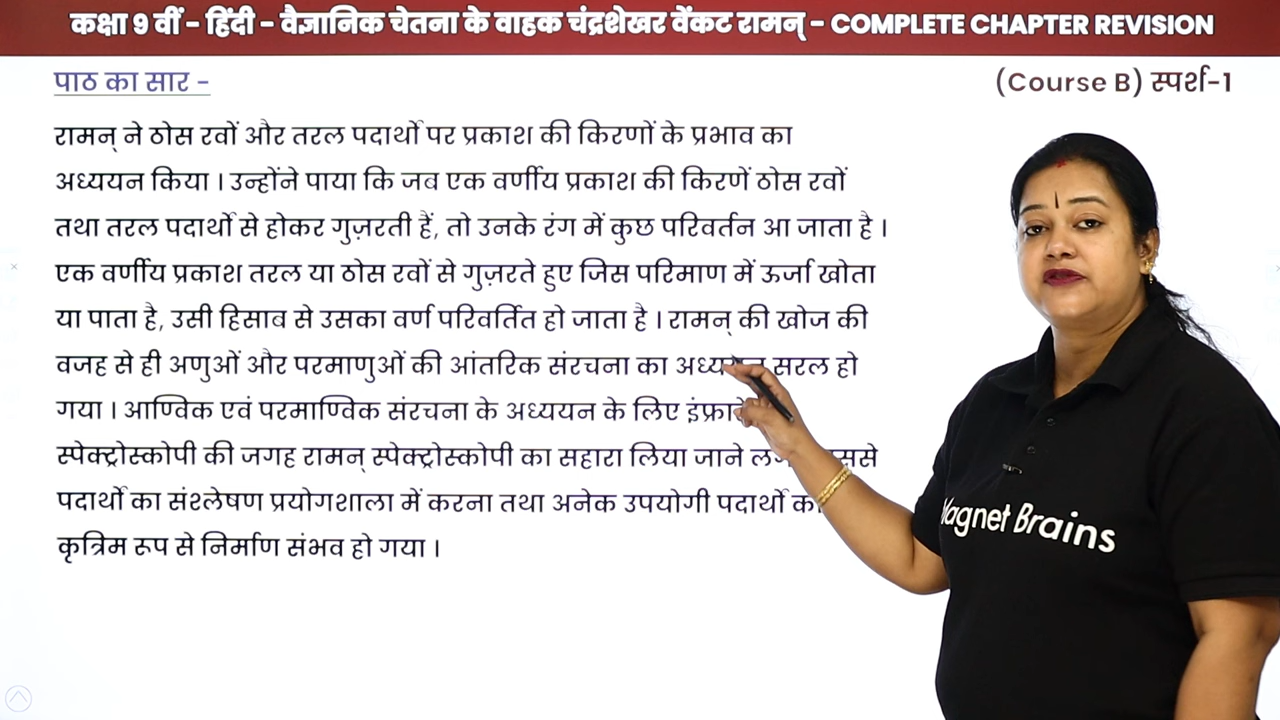 कक्षा 9 वीं - हिंदी - वैज्ञानिक चेतना के वाहक चंद्रशेखर वेंकट रामन् - COMPLETE CHAPTER REVISION
पाठ का सार -
(Course B) स्पर्श-1
रामन् ने ठोस रवों और तरल पदार्थो पर प्रकाश की किरणों के प्रभाव का
अध्ययन किया । उन्होंने पाया कि जब एक वर्णीय प्रकाश की किरणें ठोस रवों
तथा तरल पदार्थो से होकर गुज़रती हैं, तो उनके रंग में कुछ परिवर्तन आ जाता है ।
एक वर्णीय प्रकाश तरल या ठोस रवों से गुज़रते हुए जिस परिमाण में ऊर्जा खोता
या पाता है, उसी हिसाब से उसका वर्ण परिवर्तित हो जाता है । रामन् की खोज की
वजह से ही अणुओं और परमाणुओं की आंतरिक संरचना का सरल हो
गया । आण्विक एवं परमाण्विक संरचना के अध्ययन के लिए
स्पेक्ट्रोस्कोपी की जगह रामन् स्पेक्ट्रोस्कोपी का सहारा लिया जाने
पदार्थो का संश्लेषण प्रयोगशाला में करना तथा अनेक उपयोगी पदार्थो का
कृत्रिम रूप से निर्माण संभव हो गया ।
Magnet Brains